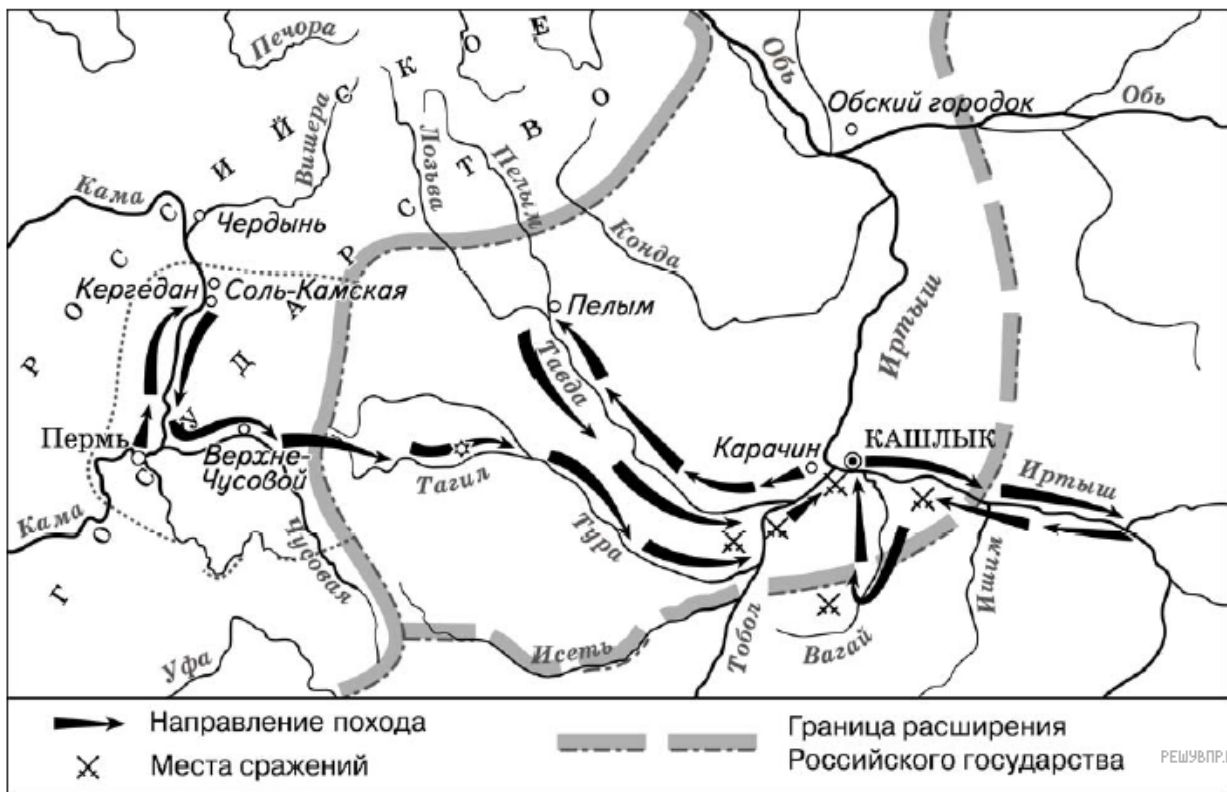 Печора
Обь
Обский городок
Обь
Вишера
Лозьва
Пелым
Кама
Чердынь
Конда
Кергедан
Соль-Камская
Пелым
Иртыш
Тавда
Пермь
Верхне-
Чусовой
Карачин
КАШЛЫК
Тагил
Иртыш
Кама
Тура
Чусовая
Ишим
Тобол
Вагай
Исеть
Уфа
РОССИЙСКОЕ
ГОСУДАРСТВО
Направление похода
Места сражений
Граница расширения
Российского государства
РЕШУВПР